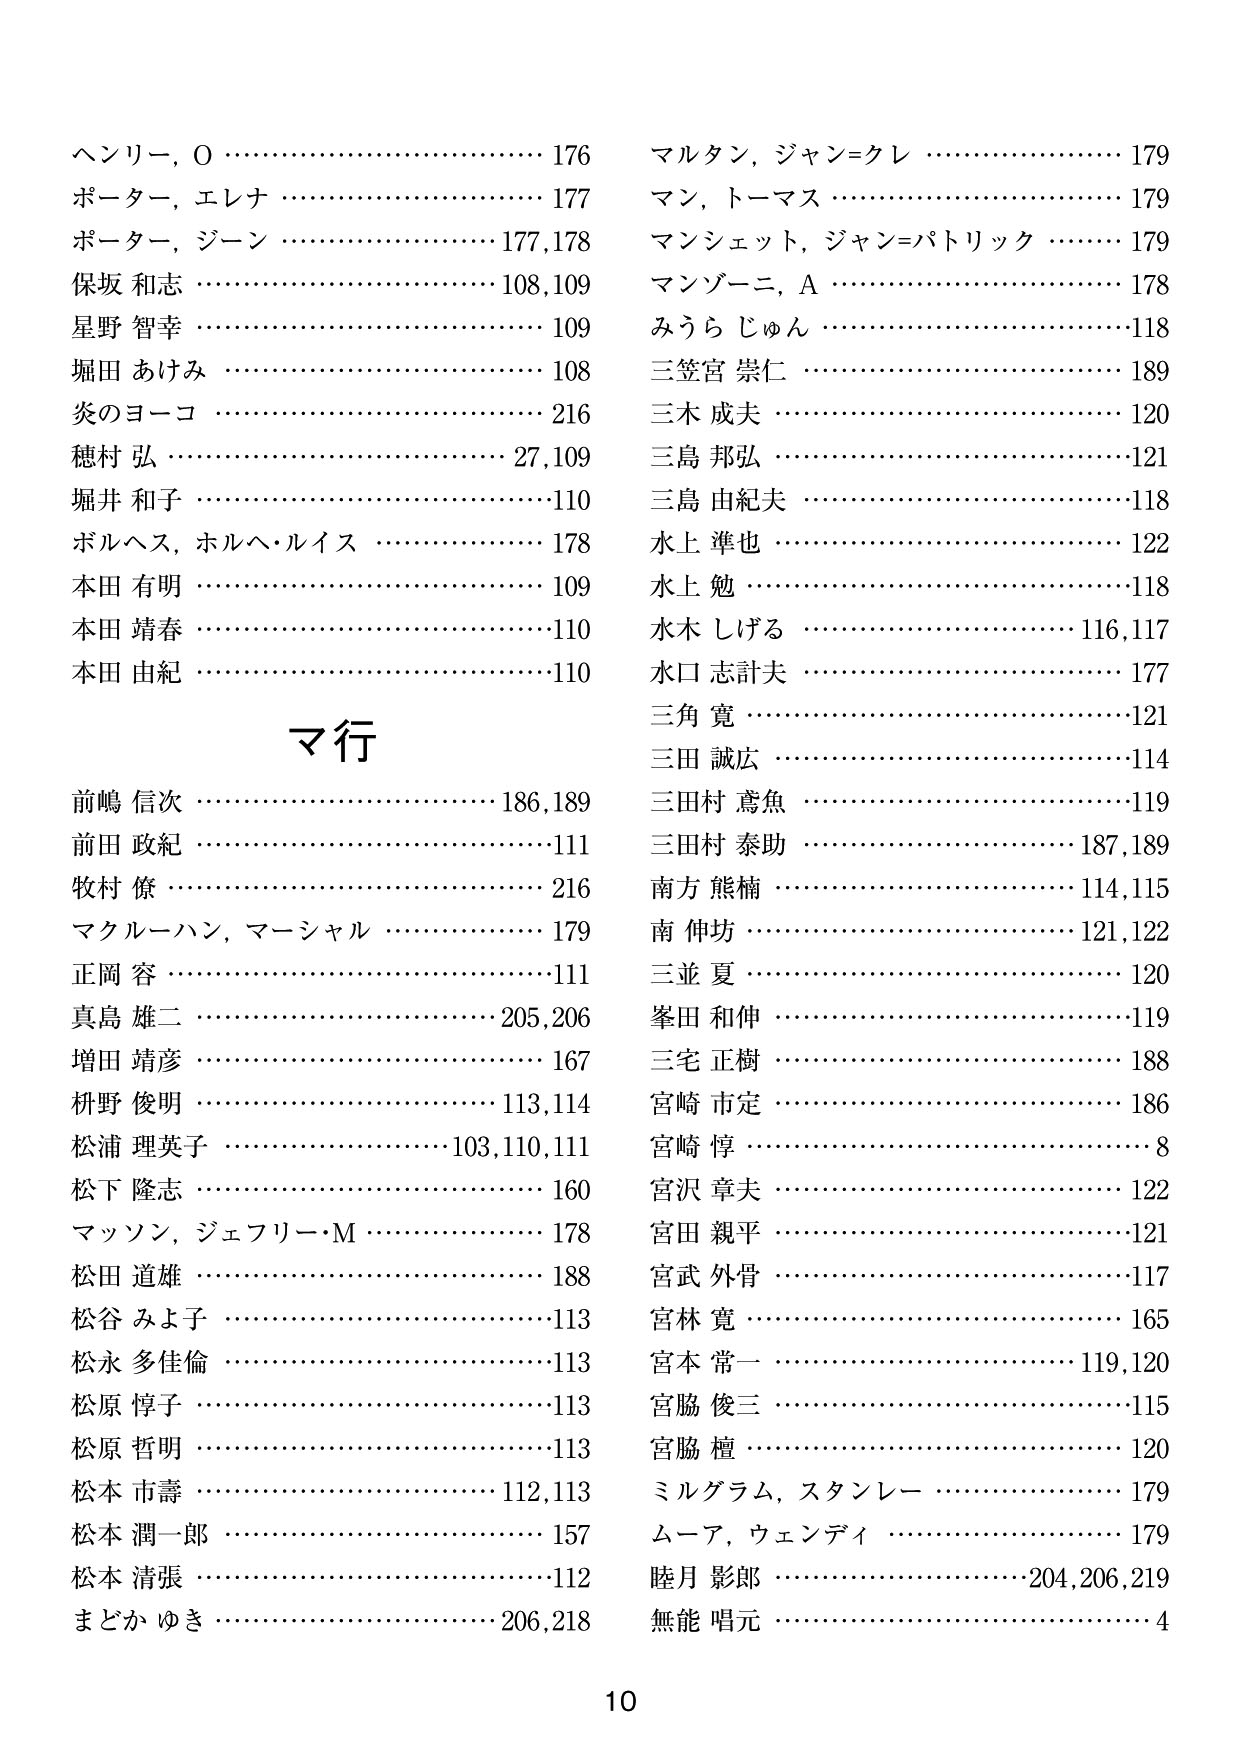 ヘンリー, O ………………………………… 176
ポーター, エレナ ………………………… 177
ポーター, ジーン ……………………177,178
保坂 和志 ……………………………108,109
星野 智幸 ………………………………… 109
堀田 あけみ ……………………………… 108
炎のヨーコ ……………………………… 216
穂村 弘 ………………………………… 27,109
堀井 和子 …………………………………110
ボルヘス, ホルヘ・ルイス ……………… 178
本田 有明 ………………………………… 109
本田 靖春 …………………………………110
本田 由紀 …………………………………110
マ行
前嶋 信次 ……………………………186,189
前田 政紀 …………………………………111
牧村 僚 …………………………………… 216
マクルーハン, マーシャル ……………… 179
正岡 容 ……………………………………111
真島 雄二 ……………………………205,206
増田 靖彦 ………………………………… 167
枡野 俊明 ……………………………113,114
松浦 理英子 ……………………103,110,111
松下 隆志 ………………………………… 160
マッソン, ジェフリー・M ……………… 178
松田 道雄 ………………………………… 188
松谷 みよ子 ………………………………113
松永 多佳倫 ………………………………113
松原 惇子 …………………………………113
松原 哲明 …………………………………113
松本 市壽 ……………………………112,113
松本 潤一郎 ……………………………… 157
松本 清張 …………………………………112
まどか ゆき …………………………206,218
マルタン, ジャン=クレ ………………… 179
マン, トーマス …………………………… 179
マンシェット, ジャン=パトリック ……… 179
マンゾーニ, A …………………………… 178
みうら じゅん ……………………………118
三笠宮 崇仁 ……………………………… 189
三木 成夫 ………………………………… 120
三島 邦弘 …………………………………121
三島 由紀夫 ………………………………118
水上 準也 ………………………………… 122
水上 勉 ……………………………………118
水木 しげる …………………………116,117
水口 志計夫 ……………………………… 177
三角 寛 ……………………………………121
三田 誠広 …………………………………114
三田村 鳶魚 ………………………………119
三田村 泰助 …………………………187,189
南方 熊楠 ……………………………114,115
南 伸坊 ………………………………121,122
三並 夏 …………………………………… 120
峯田 和伸 …………………………………119
三宅 正樹 ………………………………… 188
宮崎 市定 ………………………………… 186
宮崎 惇 ……………………………………… 8
宮沢 章夫 ………………………………… 122
宮田 親平 …………………………………121
宮武 外骨 …………………………………117
宮林 寛 …………………………………… 165
宮本 常一 ……………………………119,120
宮脇 俊三 …………………………………115
宮脇 檀 …………………………………… 120
ミルグラム, スタンレー ………………… 179
ムーア, ウェンディ ……………………… 179
睦月 影郎 ………………………204,206,219
無能 唱元 …………………………………… 4
10